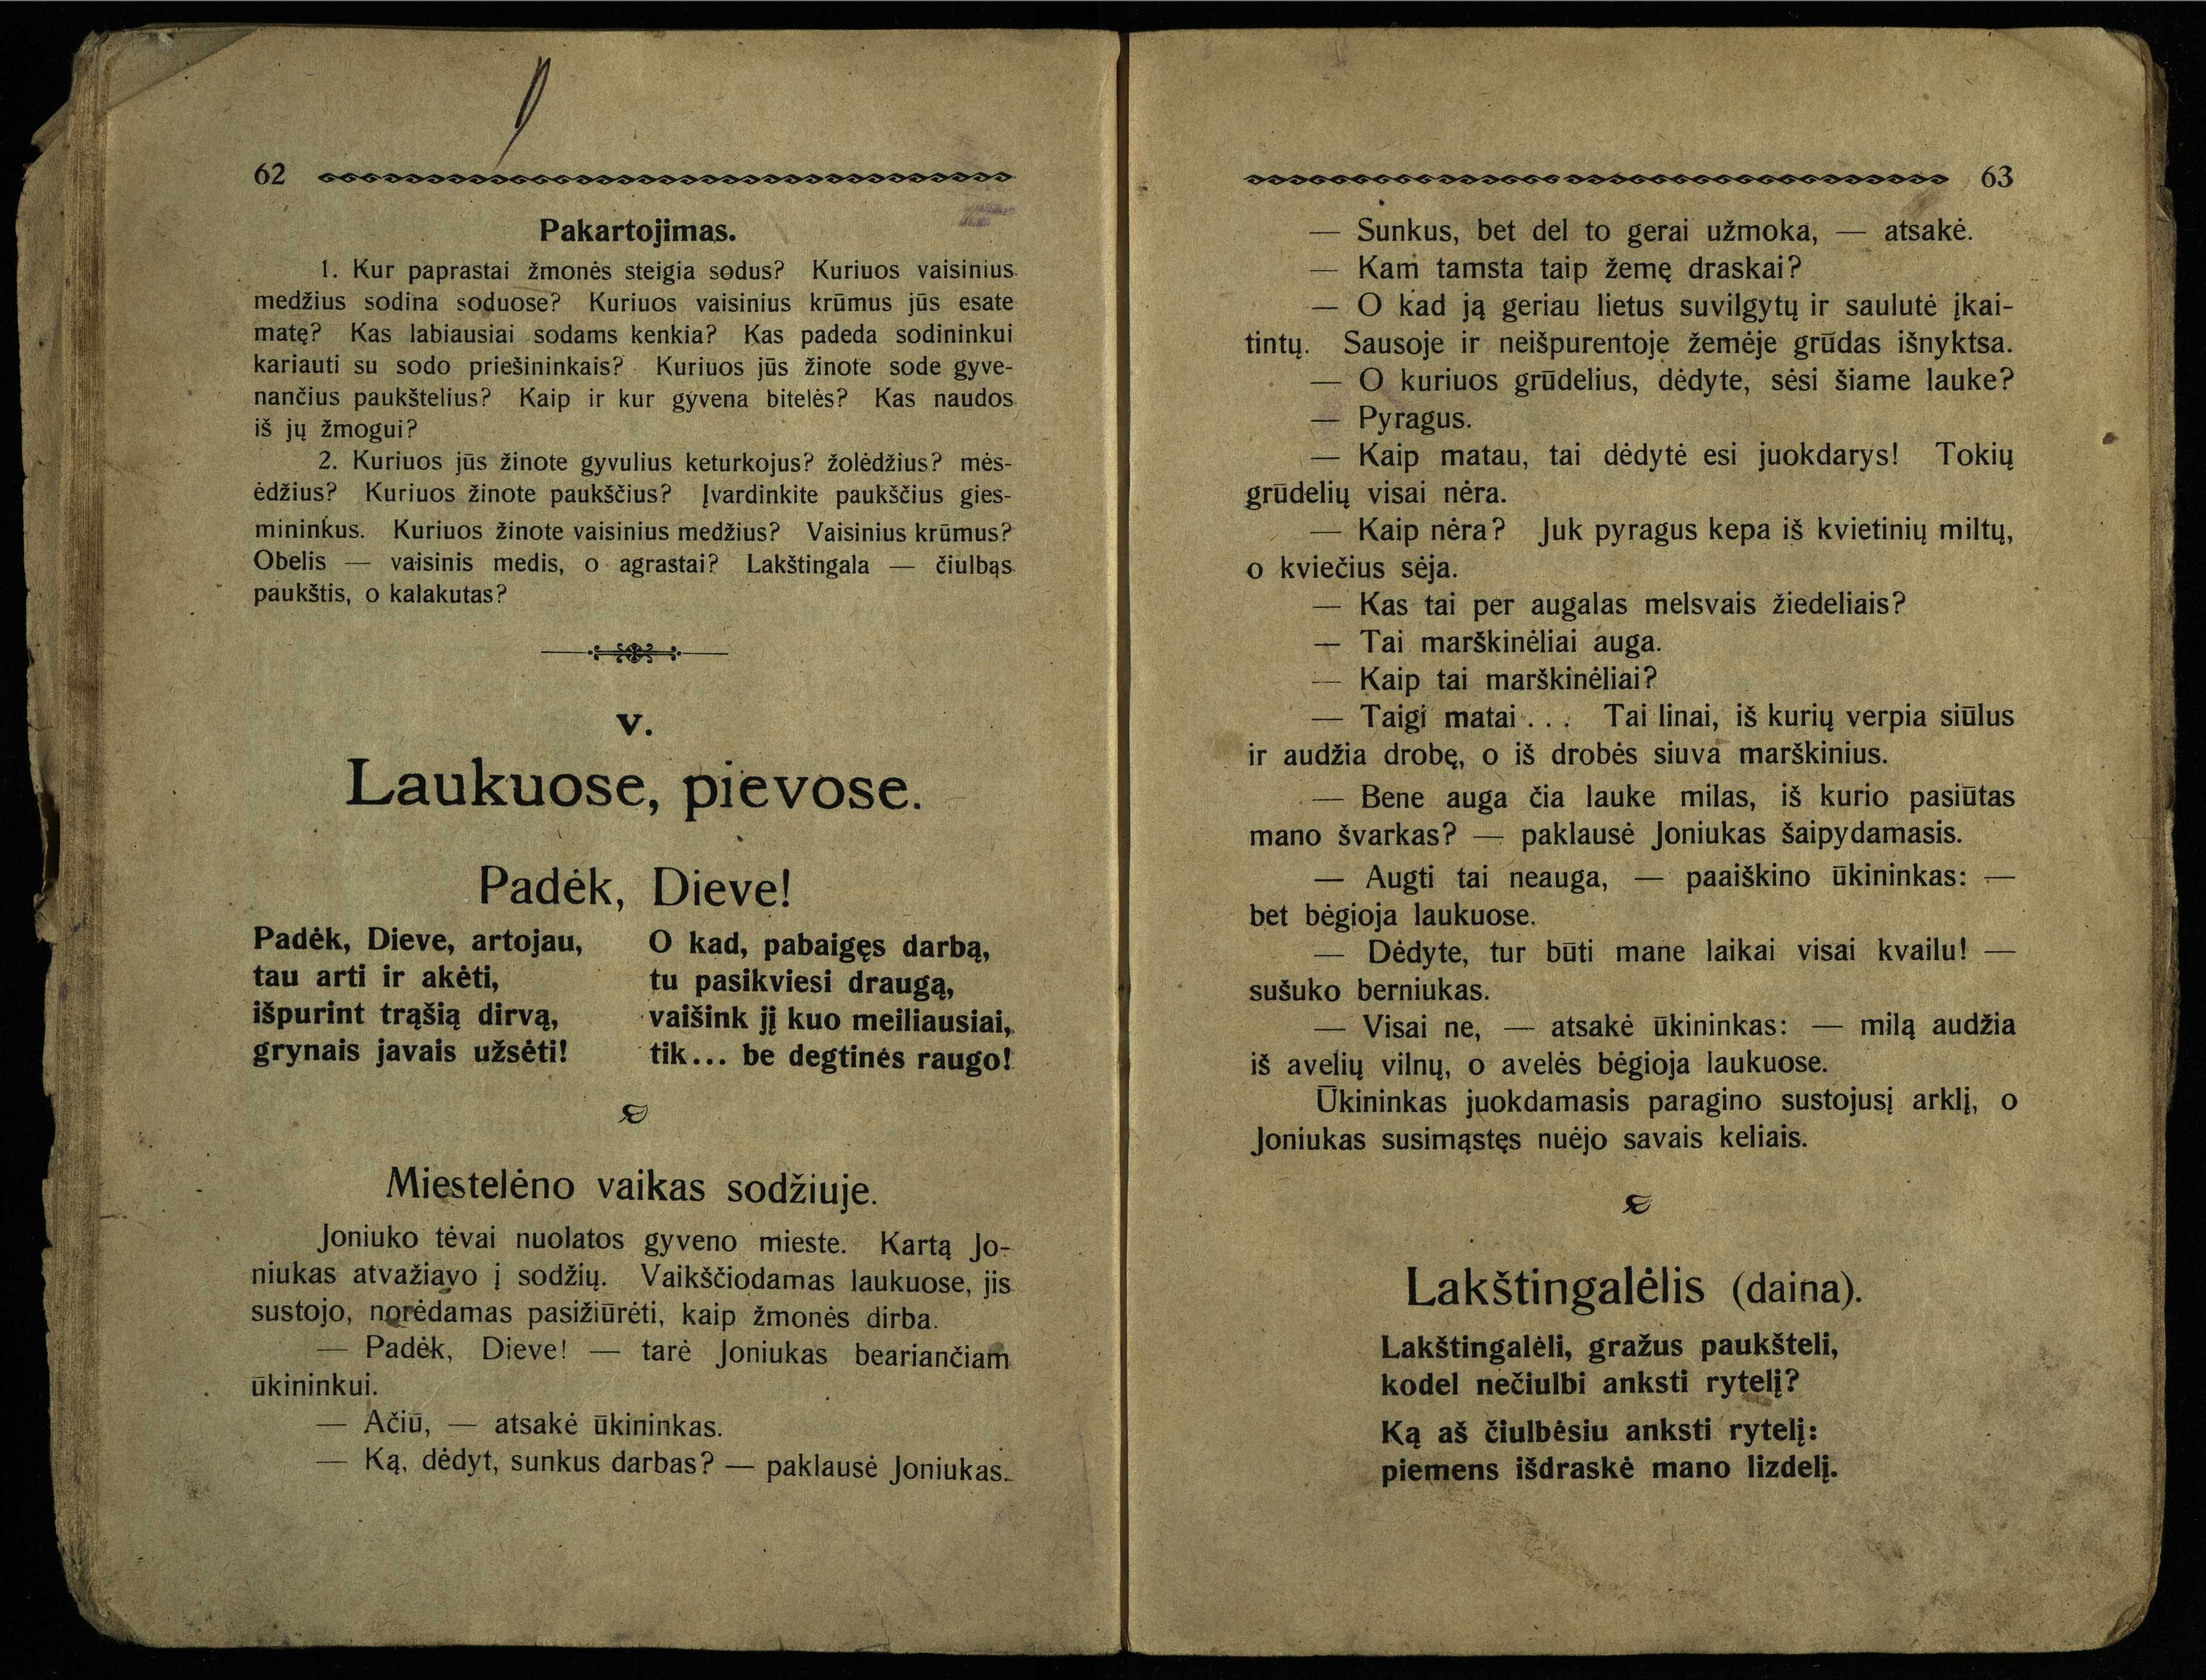 62
Pakartojimas.
1. Kur paprastai žmonės steigia sodus? Kuriuos vaisinius
medžius sodina soduose? Kuriuos vaisinius krūmus jūs esate
matę? Kas labiausiai sodams kenkia? Kas padeda sodininkui
kariauti su sodo priešininkais? Kuriuos jūs žinote sode gyve-
nančius paukštelius? Kaip ir kur gyvena bitelės? Kas naudos
iš jų žmogui?
2. Kuriuos jūs žinote gyvulius keturkojus? žolėdžius? mės-
ėdžius? Kuriuos žinote paukščius? Įvardinkite paukščius gies-
mininkus. Kuriuos žinote vaisinius medžius? Vaisinius krūmus?
Obelis — vaisinis medis, o agrastai? Lakštingala — čiulbąs
paukštis, o kalakutas?
V.
Laukuose, pievose.
Padėk, Dieve!
Padėk, Dieve, artojau,
tau arti ir akėti,
išpurint trąšią dirvą,
grynais javais užsėti!
O kad, pabaigęs darbą,
tu pasikviesi draugą,
vaišink jį kuo meiliausiai,
tik... be degtinės raugo!
Miestelėno vaikas sodžiuje.
Joniuko tėvai nuolatos gyveno mieste. Kartą Jo-
niukas atvažiavo į sodžių. Vaikščiodamas laukuose, jis
sustojo, norėdamas pasižiūrėti, kaip žmonės dirba.
— Padėk, Dieve! — tarė Joniukas beariančiam
ūkininkui.
— Ačiū, — atsakė ūkininkas.
— Ką, dėdyt, sunkus darbas? — paklausė Joniukas.
63
— Sunkus, bet del to gerai užmoka, — atsakė.
— Kam tamsta taip žemę draskai?
— O kad ją geriau lietus suvilgytų ir saulutė įkai-
tintų. Sausoje ir neišpurentoje žemėje grūdas išnyktsa.
— O kuriuos grūdelius, dėdyte, sėsi šiame lauke?
— Pyragus.
— Kaip matau, tai dėdytė esi juokdarys! Tokių
grūdelių visai nėra.
— Kaip nėra? Juk pyragus kepa iš kvietinių miltų,
o kviečius sėja.
— Kas tai per augalas melsvais žiedeliais?
— Tai marškinėliai auga.
— Kaip tai marškinėliai?
— Taigi matai... Tai linai, iš kurių verpia siūlus
ir audžia drobę, o iš drobės siuva marškinius.
— Bene auga čia lauke milas, iš kurio pasiūtas
mano švarkas? — paklausė Joniukas šaipydamasis.
— Augti tai neauga, — paaiškino ūkininkas: —
bet bėgioja laukuose.
— Dėdyte, tur būti mane laikai visai kvailu! —
sušuko berniukas.
— Visai ne, — atsakė ūkininkas: — milą audžia
iš avelių vilnų, o avelės bėgioja laukuose.
Ūkininkas juokdamasis paragino sustojusį arklį, o
Joniukas susimąstęs nuėjo savais keliais.
Lakštingalėlis (daina).
Lakštingalėli, gražus paukšteli,
kodel nečiulbi anksti rytelį?
Ką aš čiulbėsiu anksti rytelį:
piemens išdraskė mano lizdelį.